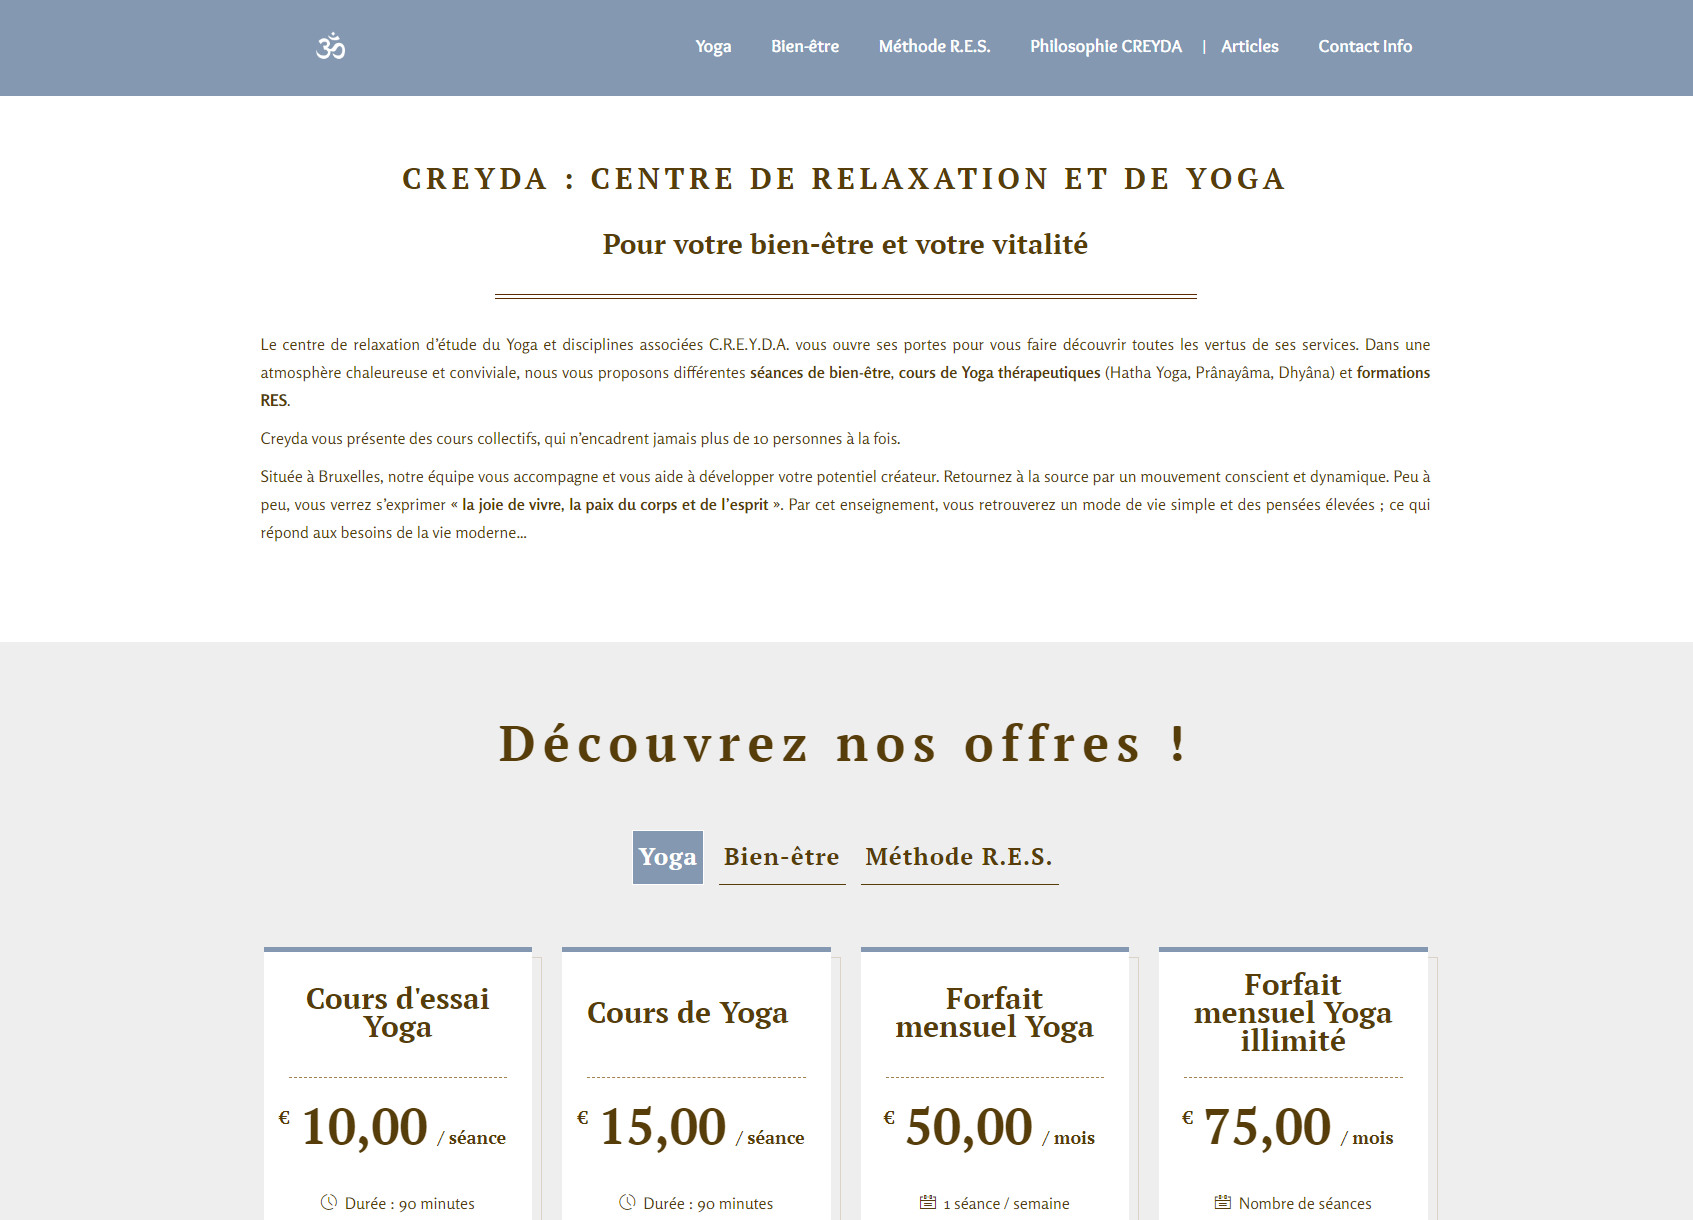 ॐ
Yoga Bien-être Méthode R.E.S. Philosophie CREYDA | Articles Contact Info
CREYDA : CENTRE DE RELAXATION ET DE YOGA
Pour votre bien-être et votre vitalité
Le centre de relaxation d’étude du Yoga et disciplines associées C.R.E.Y.D.A. vous ouvre ses portes pour vous faire découvrir toutes les vertus de ses services. Dans une
atmosphère chaleureuse et conviviale, nous vous proposons différentes séances de bien-être, cours de Yoga thérapeutiques (Hatha Yoga, Prânayâma, Dhyâna) et formations
RES.
Creyda vous présente des cours collectifs, qui n’encadrent jamais plus de 10 personnes à la fois.
Située à Bruxelles, notre équipe vous accompagne et vous aide à développer votre potentiel créateur. Retournez à la source par un mouvement conscient et dynamique. Peu à
peu, vous verrez s’exprimer « la joie de vivre, la paix du corps et de l’esprit ». Par cet enseignement, vous retrouverez un mode de vie simple et des pensées élevées ; ce qui
répond aux besoins de la vie moderne…
Découvrez nos offres !
Yoga Bien-être Méthode R.E.S.
Cours d'essai
Yoga
€ 10,00 / séance
Durée : 90 minutes
Cours de Yoga
€ 15,00 / séance
Durée : 90 minutes
Forfait
mensuel Yoga
€ 50,00 / mois
1 séance / semaine
Forfait
mensuel Yoga
illimité
€ 75,00 / mois
Nombre de séances